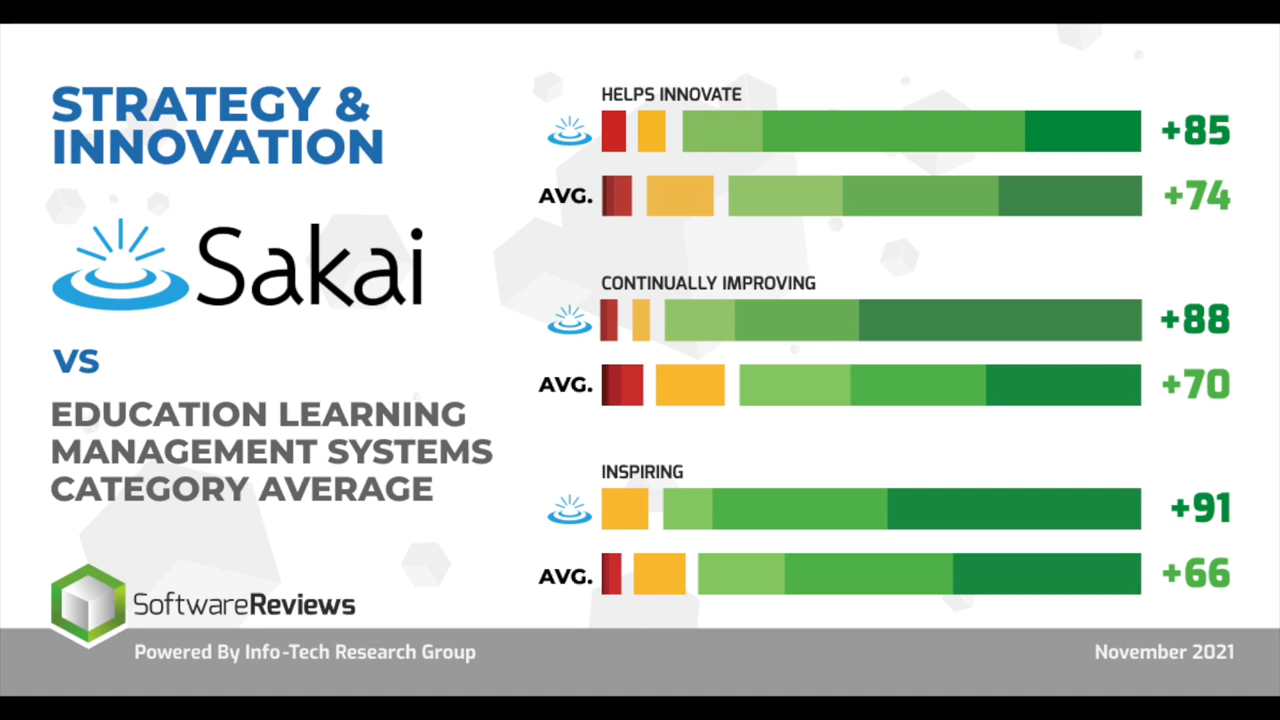 STRATEGY &
INNOVATION
Sakai
VS
EDUCATION LEARNING
MANAGEMENT SYSTEMS
CATEGORY AVERAGE
SoftwareReviews
Powered By Info-Tech Research Group
HELPS INNOVATE
+85
AVG.
+74
CONTINUALLY IMPROVING
+88
AVG.
+70
INSPIRING
+91
AVG.
+66
November 2021